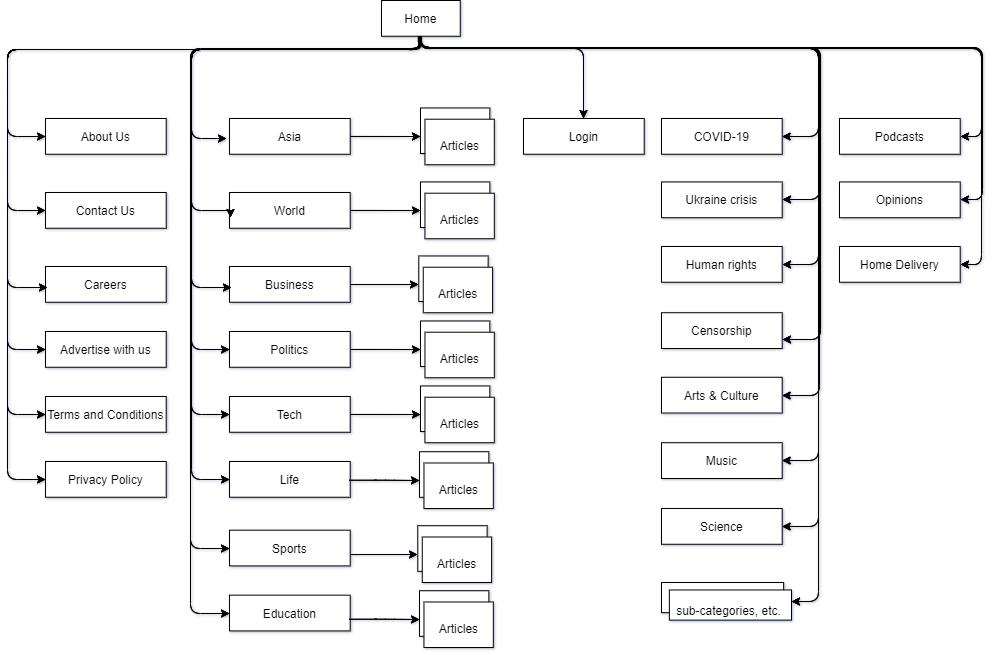 Home
About Us
Asia
Articles
Login
COVID-19
Podcasts
Contact Us
World
Articles
Ukraine crisis
Opinions
Careers
Business
Articles
Human rights
Home Delivery
Advertise with us
Politics
Articles
Censorship
Terms and Conditions
Tech
Articles
Arts & Culture
Privacy Policy
Life
Articles
Music
Sports
Articles
Science
Education
Articles
sub-categories, etc.